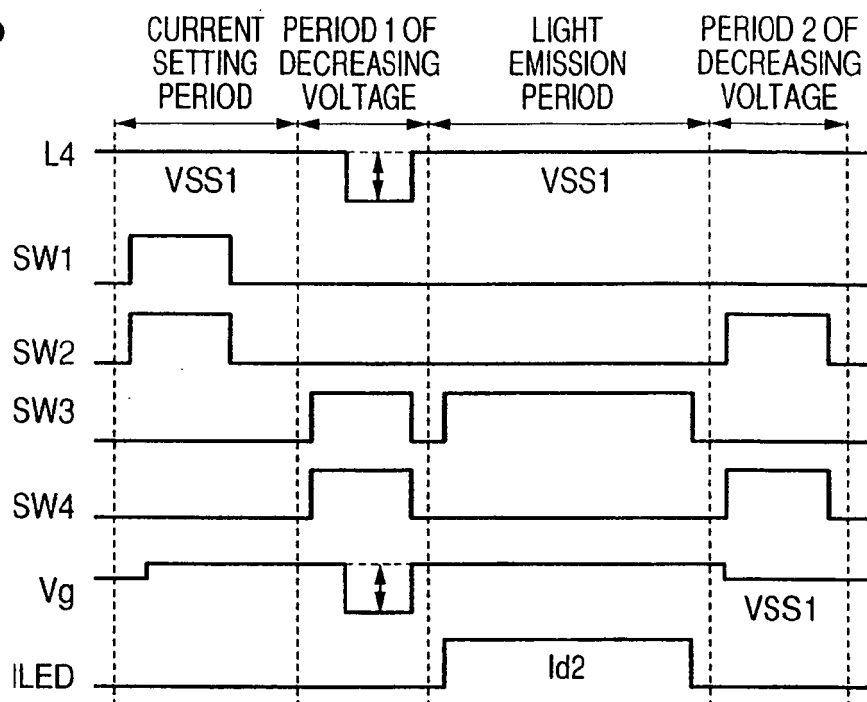 CURRENT SETTING PERIOD
PERIOD 1 OF DECREASING VOLTAGE
LIGHT EMISSION PERIOD
PERIOD 2 OF DECREASING VOLTAGE
L4
VSS1
VSS1
SW1
SW2
SW3
SW4
Vg
VSS1
ILED
Id2